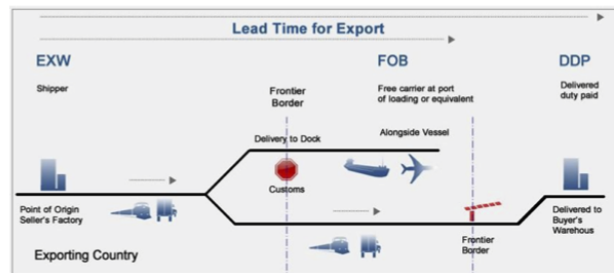 Lead Time for Export
EXW
FOB
DDP
Shipper
Free carrier at port
of loading or equivalent
Delivered
duty paid
Frontier
Border
Delivery to Dock
Alongside Vessel
Customs
Point of Origin
Seller's Factory
Delivered to
Buyer's
Warehous
Frontier
Border
Exporting Country